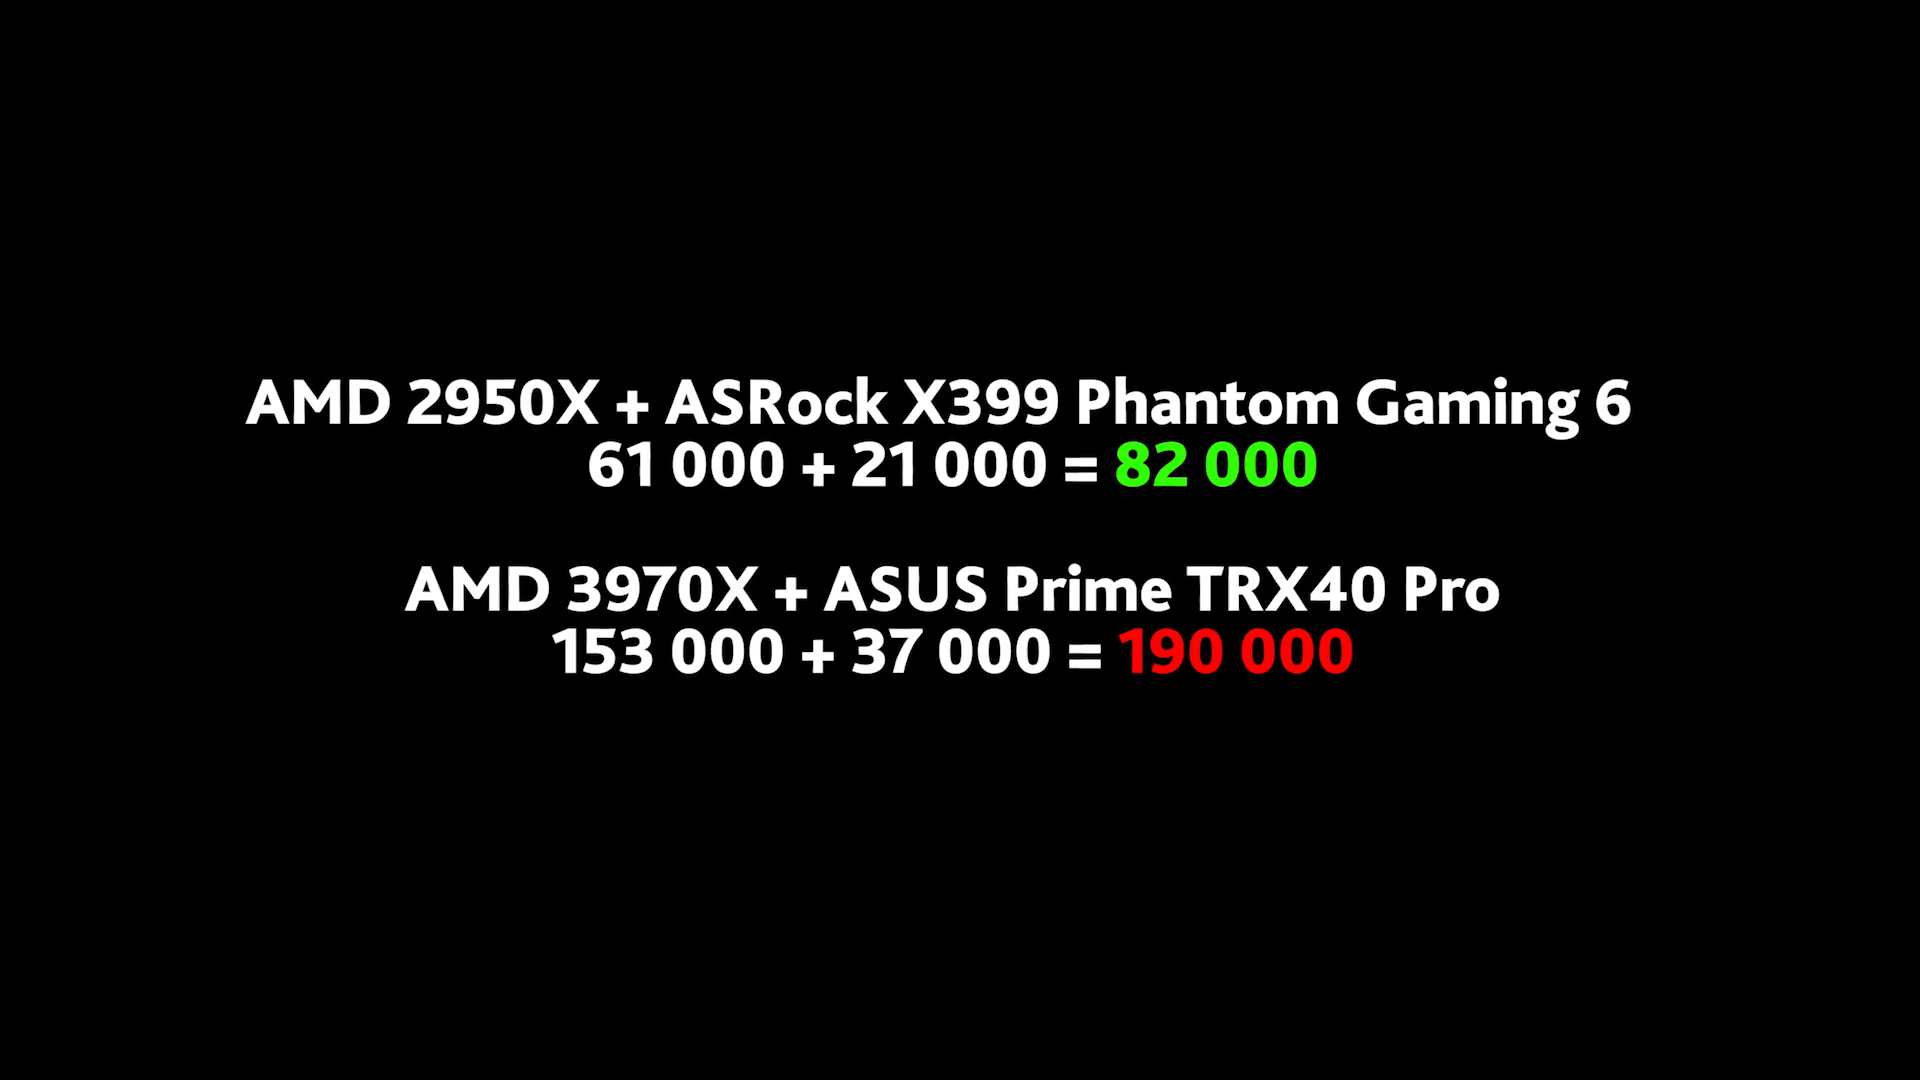 AMD 2950X + ASRock X399 Phantom Gaming 6
61 000 + 21 000 = 82 000
AMD 3970X + ASUS Prime TRX40 Pro
153 000 + 37 000 = 190 000